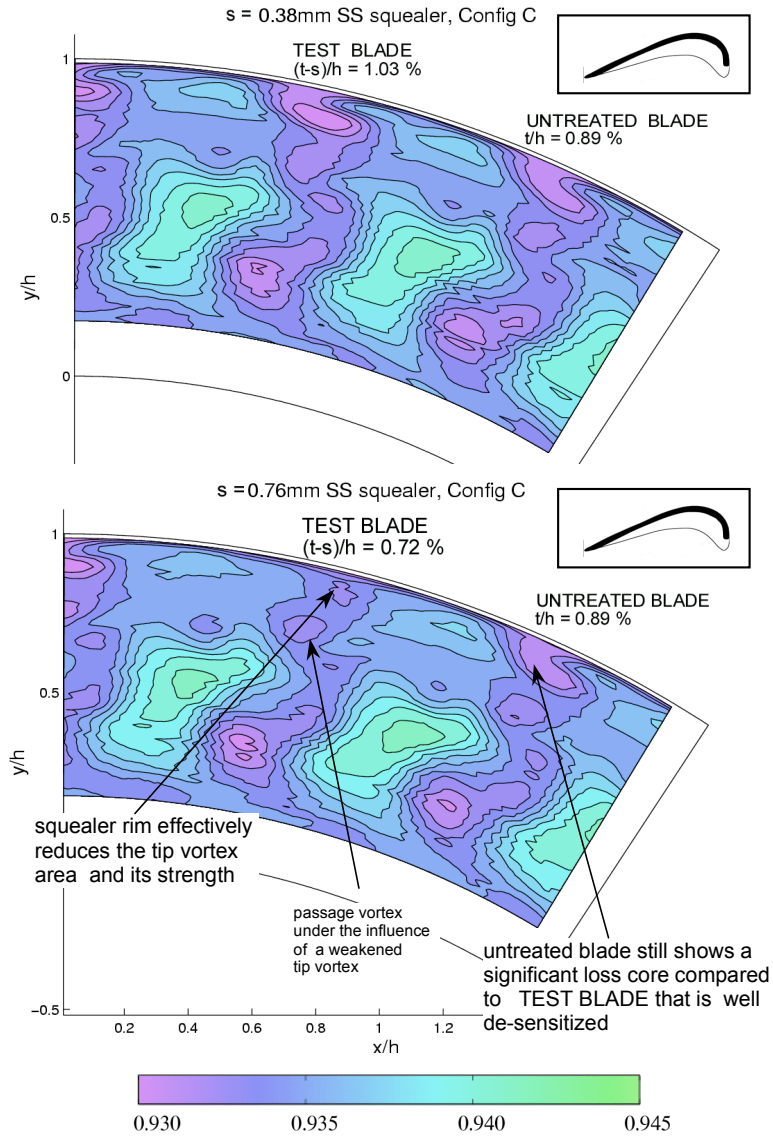 s = 0.38mm SS squealer, Config C
TEST BLADE
(t-s)/h = 1.03 %
UNTREATED BLADE
t/h = 0.89 %
1
0.5
0
y/h
s = 0.76mm SS squealer, Config C
TEST BLADE
(t-s)/h = 0.72 %
UNTREATED BLADE
t/h = 0.89 %
1
0.5
−0.5
y/h
squealer rim effectively
reduces the tip vortex
area and its strength
passage vortex
under the influence
of a weakened
tip vortex
untreated blade still shows a
significant loss core compared
to TEST BLADE that is well
de-sensitized
0.2 0.4 0.6 0.8 1 1.2
x/h
0.930 0.935 0.940 0.945